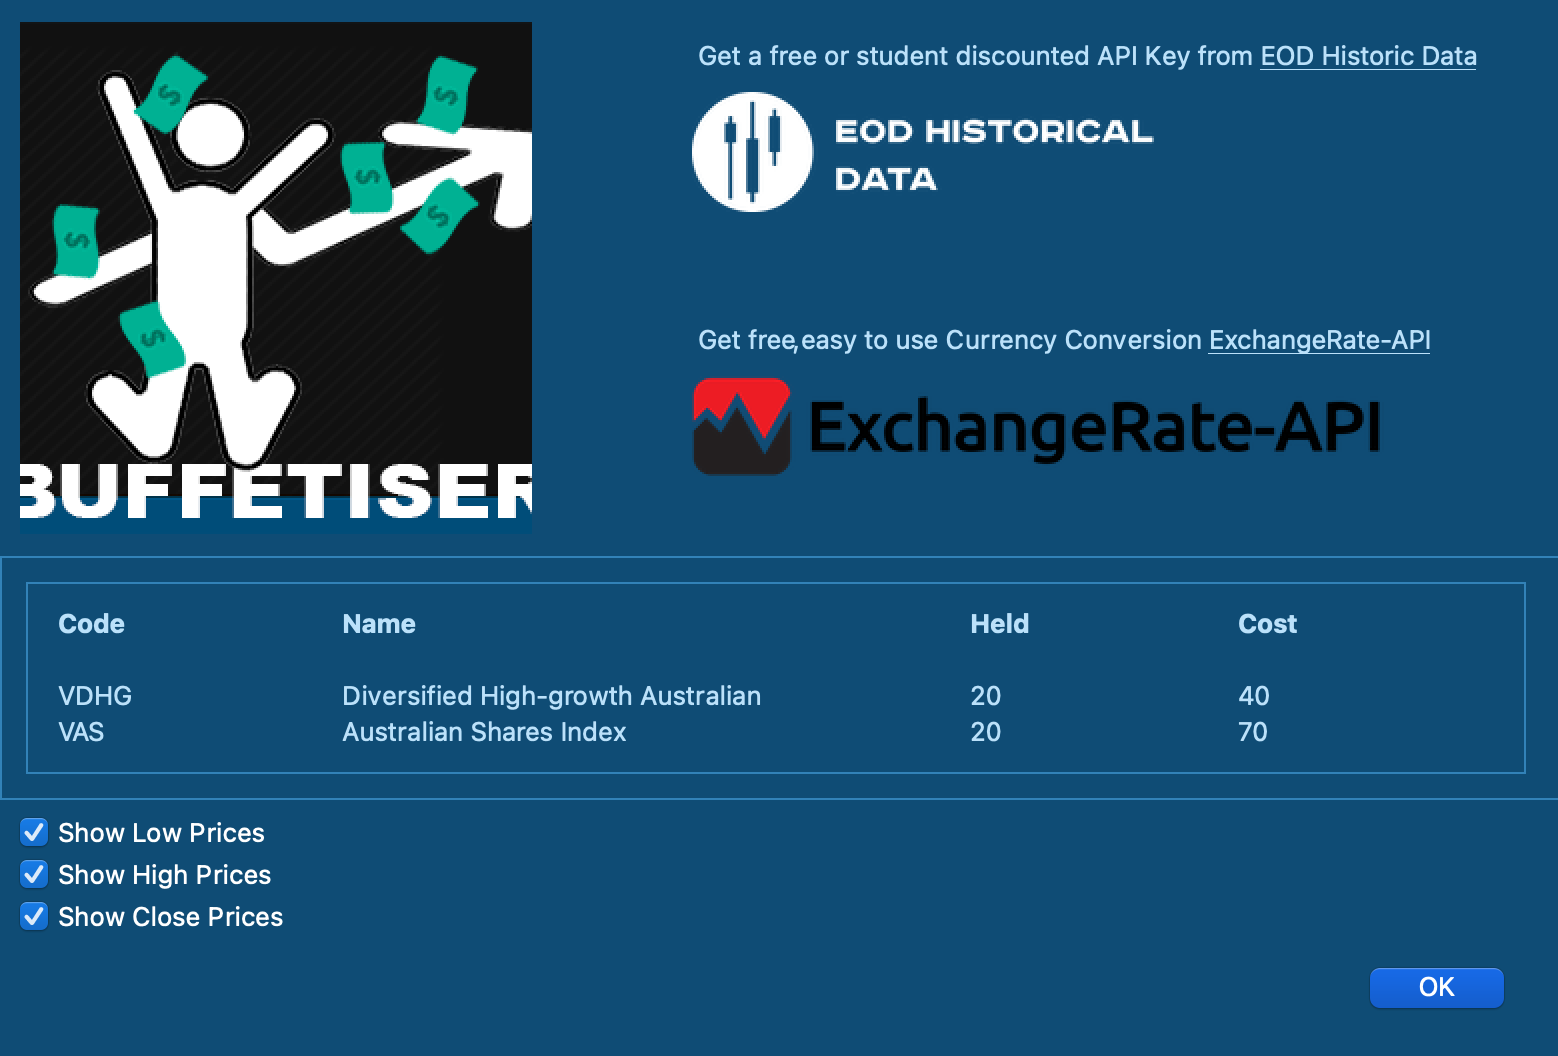 BUFFETISER
Get a free or student discounted API Key from EOD Historic Data
EOD HISTORICAL
DATA
Get free,easy to use Currency Conversion ExchangeRate-API
ExchangeRate-API
Code Name Held Cost
VDHG Diversified High-growth Australian 20 40
VAS Australian Shares Index 20 70
Show Low Prices
Show High Prices
Show Close Prices
OK